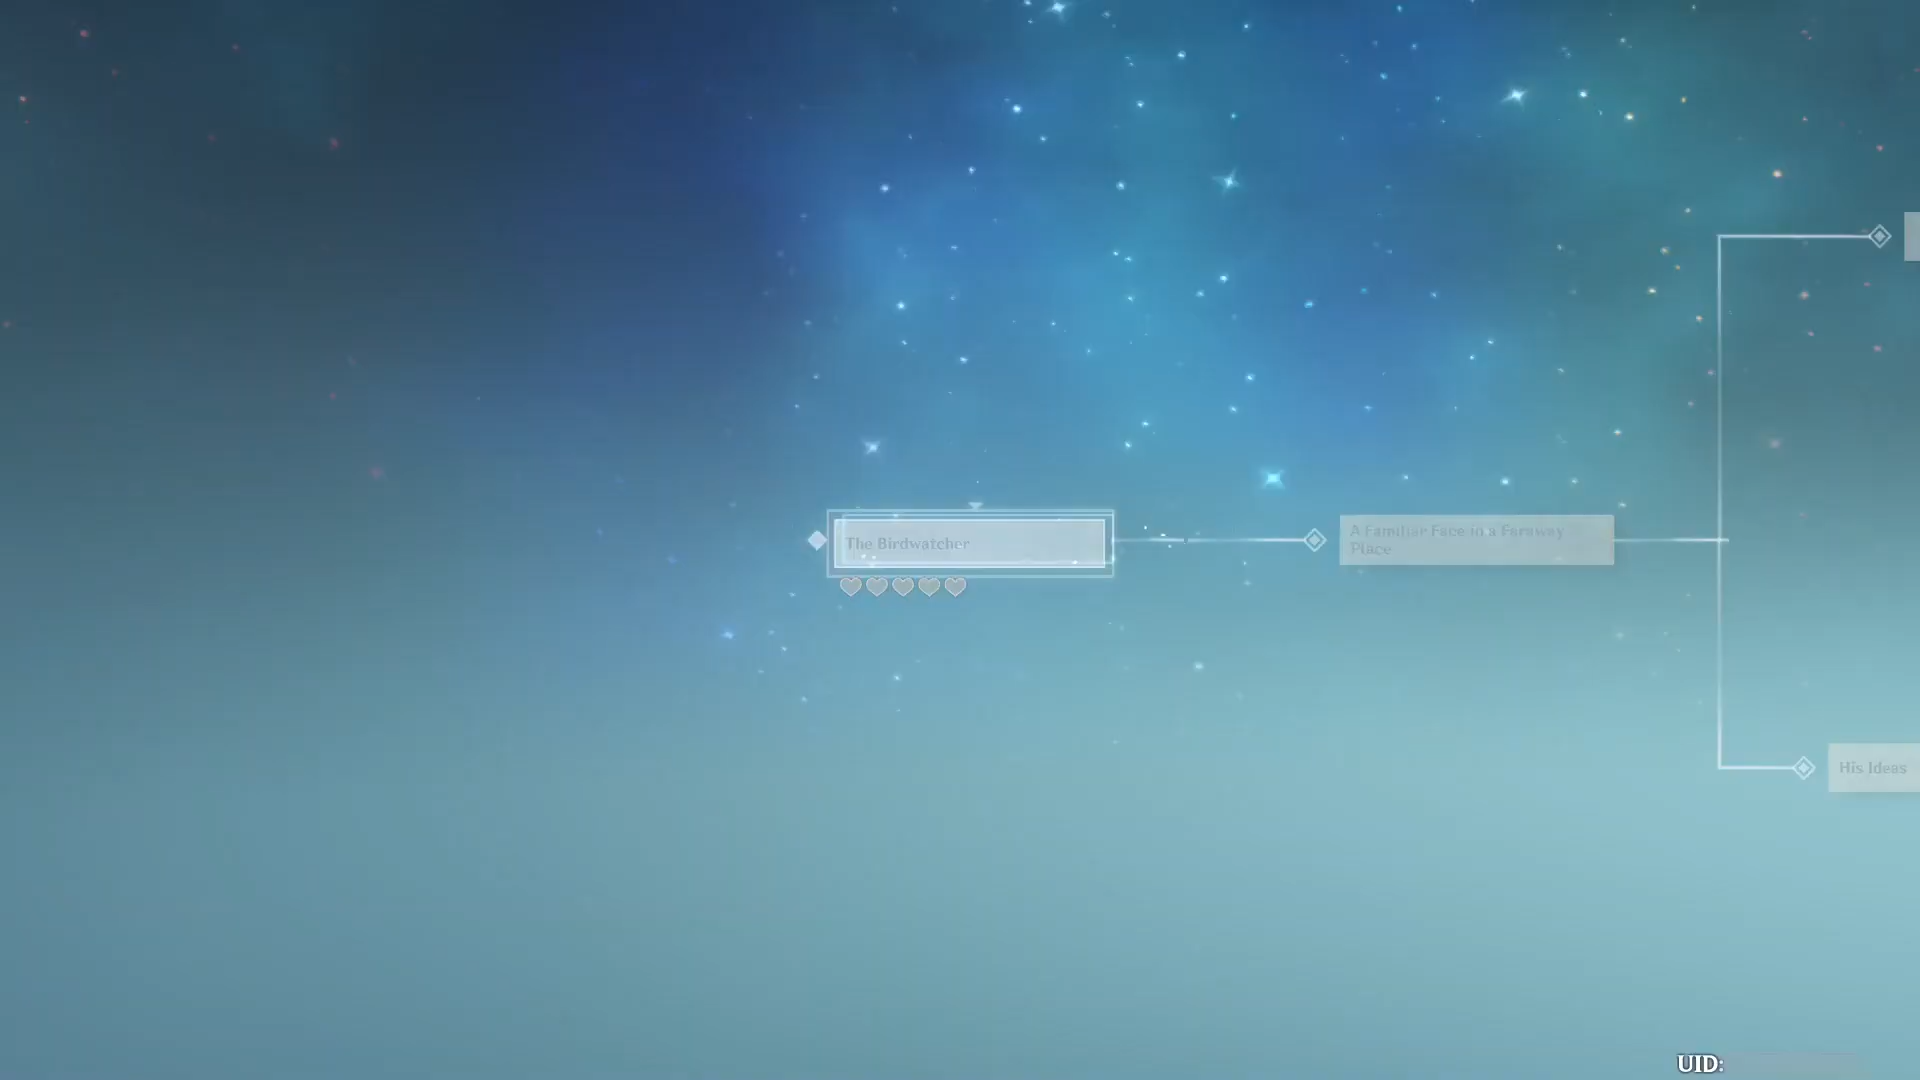 The Birdwatcher
A Familiar Face in a Faraway
Place
His Ideas
UID: